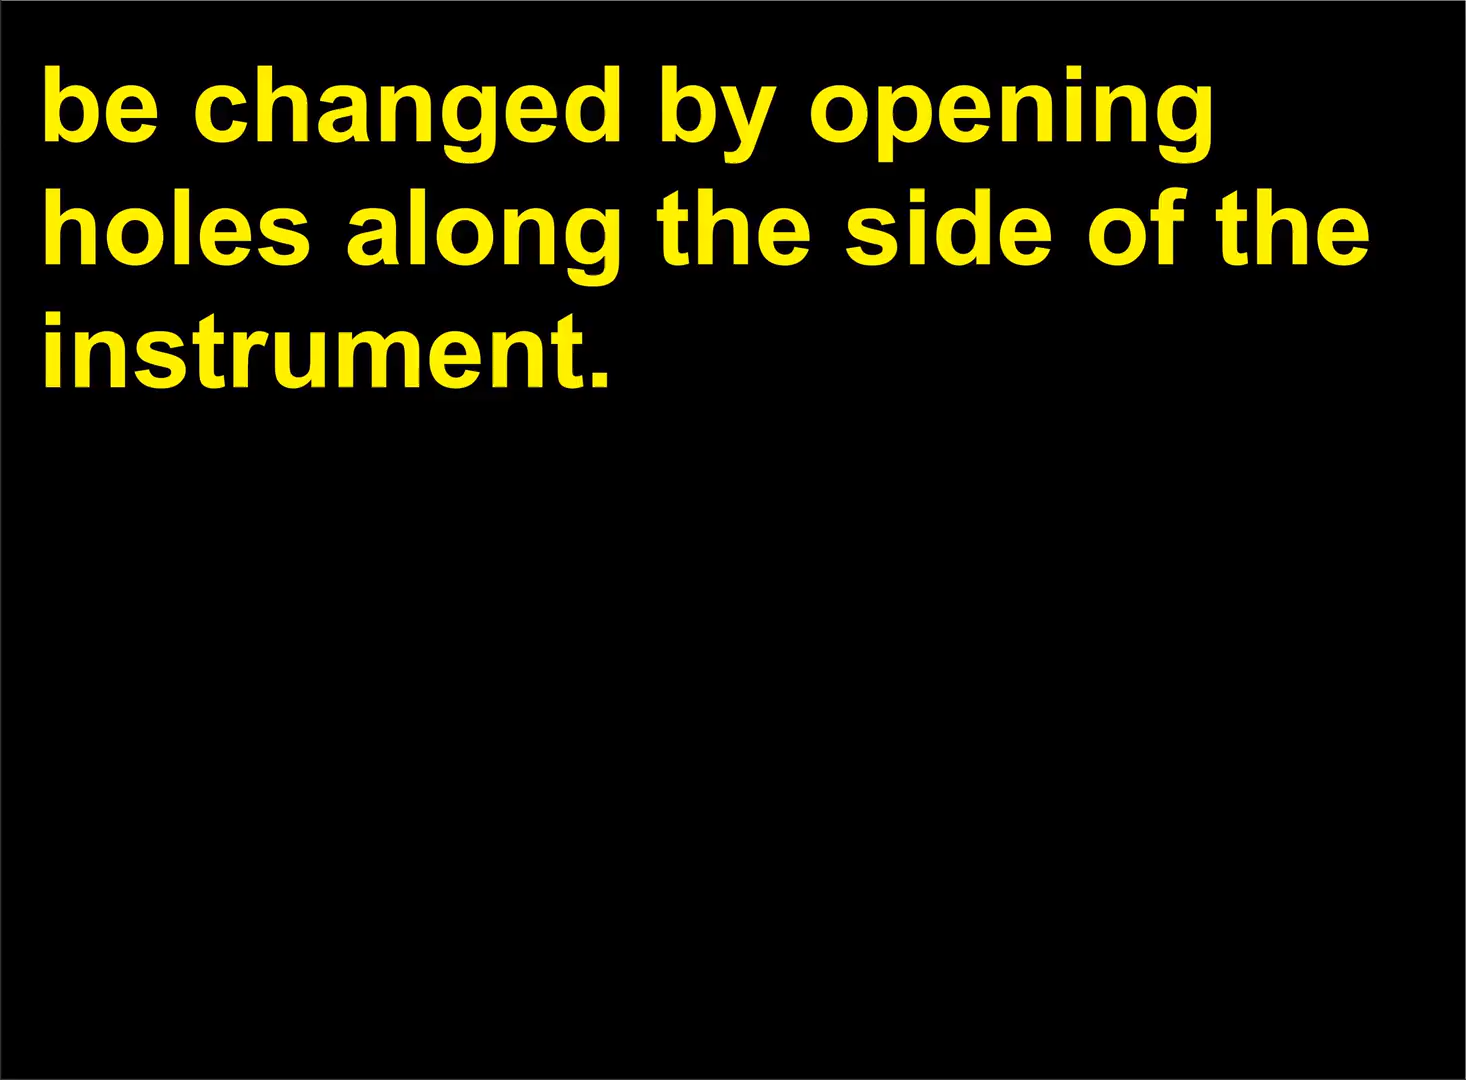 be changed by opening
holes along the side of the
instrument.